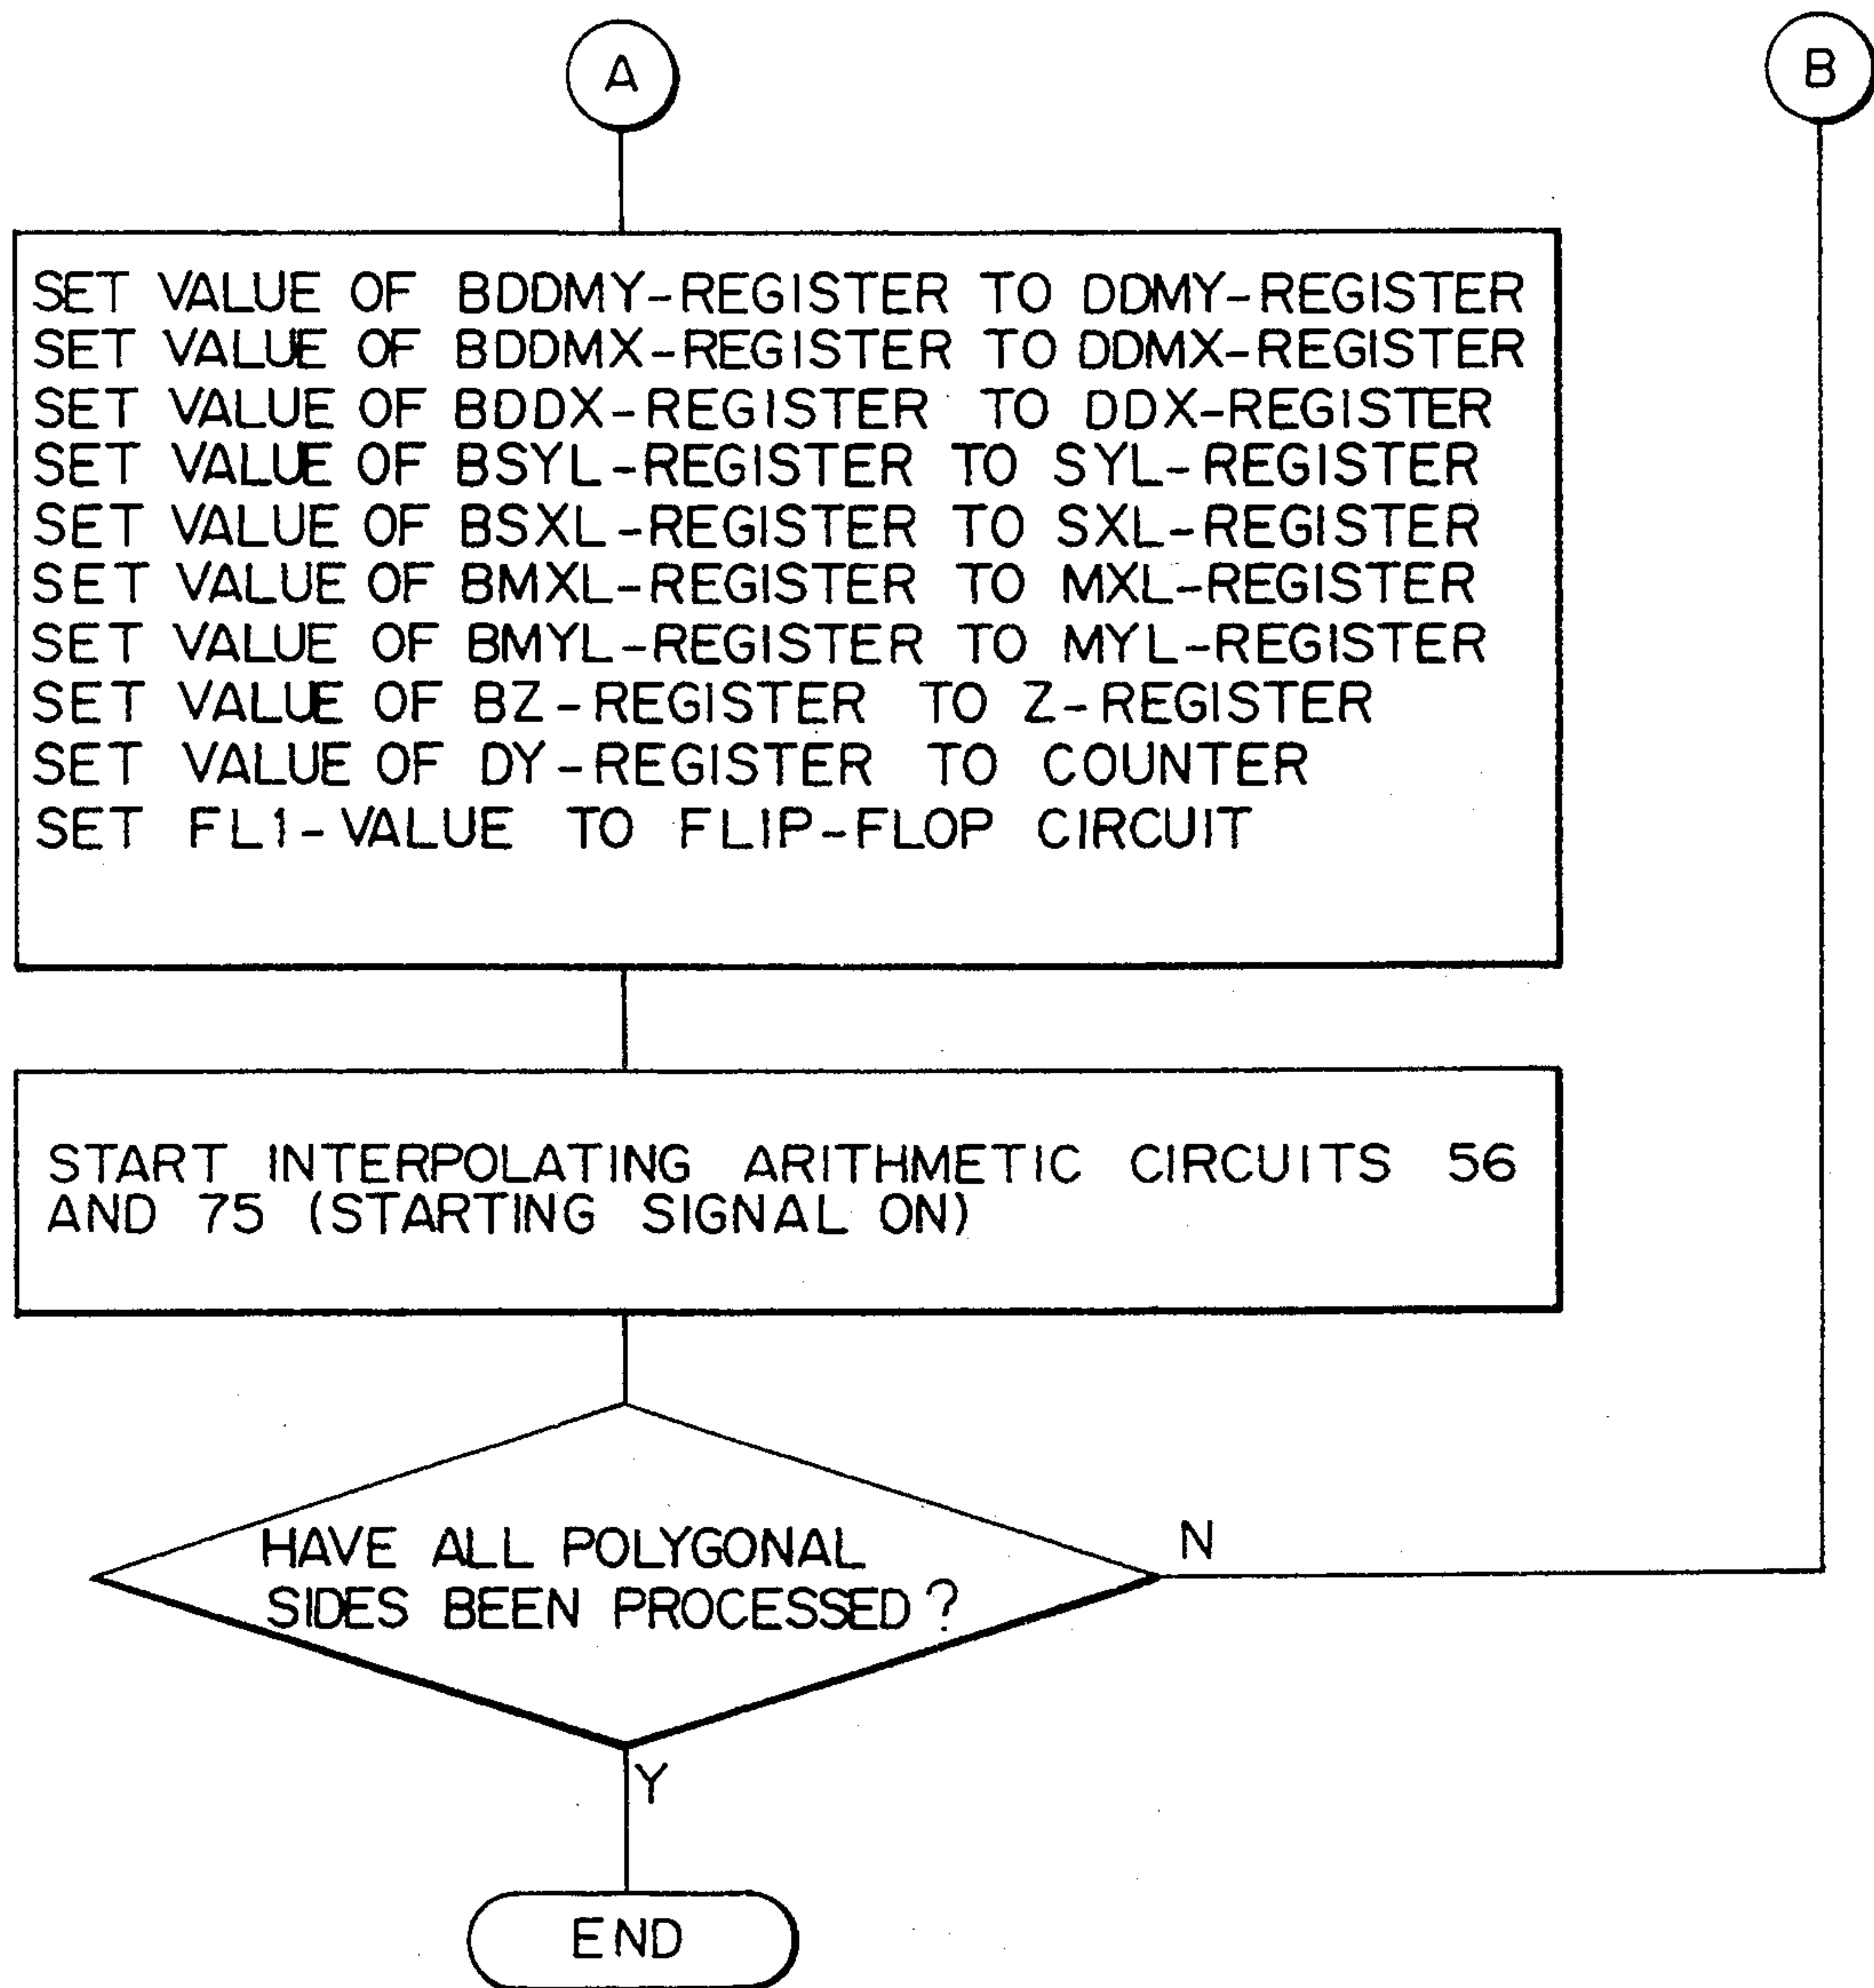 A
B
SET VALUE OF BDDMY-REGISTER TO DDMY-REGISTER
SET VALUE OF BDDMX-REGISTER TO DDMX-REGISTER
SET VALUE OF BDDX-REGISTER TO DDX-REGISTER
SET VALUE OF BSYL-REGISTER TO SYL-REGISTER
SET VALUE OF BSXL-REGISTER TO SXL-REGISTER
SET VALUE OF BMXL-REGISTER TO MXL-REGISTER
SET VALUE OF BMYL-REGISTER TO MYL-REGISTER
SET VALUE OF BZ-REGISTER TO Z-REGISTER
SET VALUE OF DY-REGISTER TO COUNTER
SET FL1-VALUE TO FLIP-FLOP CIRCUIT
START INTERPOLATING ARITHMETIC CIRCUITS 56
AND 75 (STARTING SIGNAL ON)
HAVE ALL POLYGONAL
SIDES BEEN PROCESSED?
N
Y
END